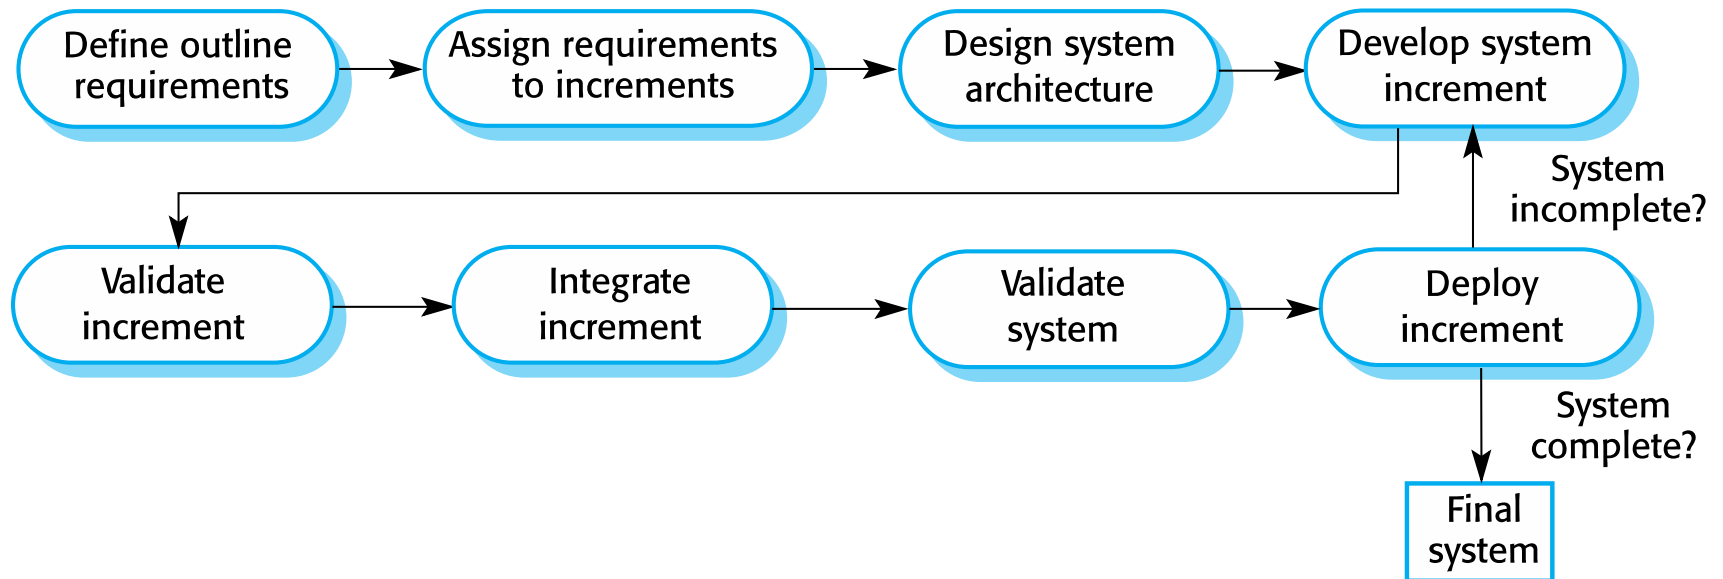 Define outline
requirements
Assign requirements
to increments
Design system
architecture
Develop system
increment
System
incomplete?
Validate
increment
Integrate
increment
Validate
system
Deploy
increment
System
complete?
Final
system